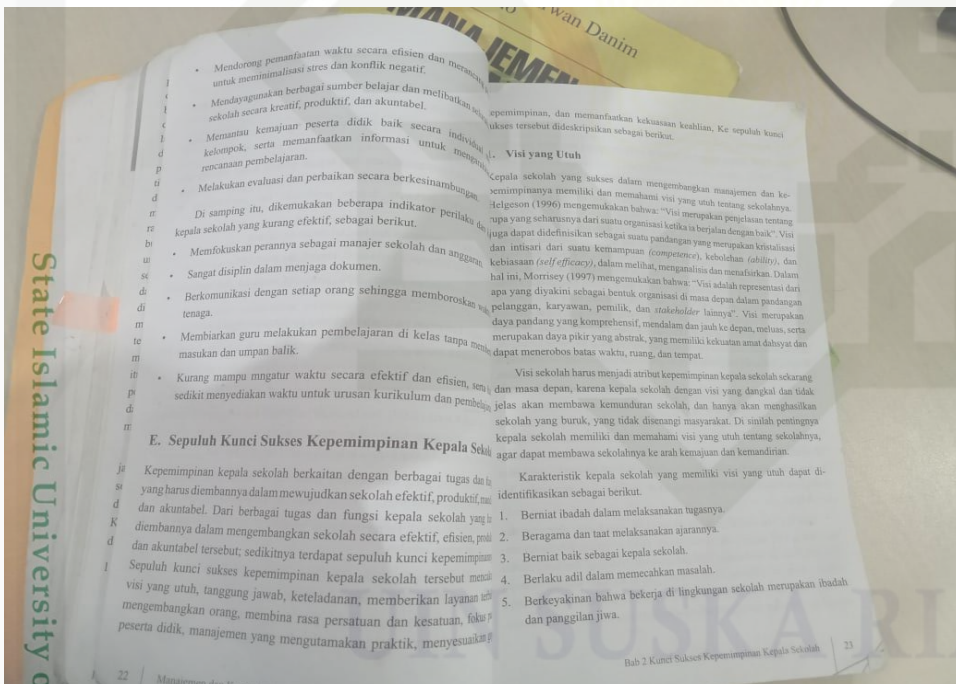 wan Danim
MANAJEMEN
• Mendorong pemanfaatan waktu secara efisien dan
untuk meminimalisasi stres dan konflik negatif.
• Mendayagunakan berbagai sumber belajar dan melibatkan
sekolah secara kreatif, produktif, dan akuntabel.
• Memantau kemajuan peserta didik baik secara individual
kelompok, serta memanfaatkan informasi untuk
rencanaan pembelajaran.
• Melakukan evaluasi dan perbaikan secara berkesinambungan.
Di samping itu, dikemukakan beberapa indikator perilaku
kepala sekolah yang kurang efektif, sebagai berikut.
• Memfokuskan perannya sebagai manajer sekolah dan anggaran.
• Sangat disiplin dalam menjaga dokumen.
• Berkomunikasi dengan setiap orang sehingga memboroskan
tenaga.
• Membiarkan guru melakukan pembelajaran di kelas tanpa
masukan dan umpan balik.
• Kurang mampu mngatur waktu secara efektif dan efisien,
sedikit menyediakan waktu untuk urusan kurikulum dan
E. Sepuluh Kunci Sukses Kepemimpinan Kepala
Kepemimpinan kepala sekolah berkaitan dengan berbagai tugas dan
yang harus diembannya dalam mewujudkan sekolah efektif, produktif,
dan akuntabel. Dari berbagai tugas dan fungsi kepala sekolah yang
diembannya dalam mengembangkan sekolah secara efektif, efisien,
dan akuntabel tersebut; sedikitnya terdapat sepuluh kunci kepemimpinan
Sepuluh kunci sukses kepemimpinan kepala sekolah tersebut
visi yang utuh, tanggung jawab, keteladanan, memberikan layanan
mengembangkan orang, membina rasa persatuan dan kesatuan, fokus
peserta didik, manajemen yang mengutamakan praktik, menyesuaikan
22
epemimpinan, dan memanfaatkan kekuasaan keahlian, Ke sepuluh kunci
ukses tersebut dideskripsikan sebagai berikut.
1. Visi yang Utuh
Kepala sekolah yang sukses dalam mengembangkan manajemen dan ke-
pemimpinanya memiliki dan memahami visi yang utuh tentang sekolahnya.
Helgeson (1996) mengemukakan bahwa: “Visi merupakan penjelasan tentang
rupa yang seharusnya dari suatu organisasi ketika is berjalan dengan baik”. Visi
juga dapat didefinisikan sebagai suatu pandangan yang merupakan kristalisasi
dan intisari dari suatu kemampuan (competence), kebolehan (ability), dan
kebiasaan (self efficacy), dalam melihat, menganalisis dan menafsirkan. Dalam
hal ini, Morrisey (1997) mengemukakan bahwa: “Visi adalah representasi dari
apa yang diyakini sebagai bentuk organisasi di masa depan dalam pandangan
pelanggan, karyawan, pemilik, dan stakeholder lainnya”. Visi merupakan
daya pandang yang komprehensif, mendalam dan jauh ke depan, meluas, serta
merupakan daya pikir yang abstrak, yang memiliki kekuatan amat dahsyat dan
dapat menerobos batas waktu, ruang, dan tempat.
Visi sekolah harus menjadi atribut kepemimpinan kepala sekolah sekarang
dan masa depan, karena kepala sekolah dengan visi yang dangkal dan tidak
jelas akan membawa kemunduran sekolah, dan hanya akan menghasilkan
sekolah yang buruk, yang tidak disenangi masyarakat. Di sinilah pentingnya
kepala sekolah memiliki dan memahami visi yang utuh tentang sekolahnya,
agar dapat membawa sekolahnya ke arah kemajuan dan kemandirian.
Karakteristik kepala sekolah yang memiliki visi yang utuh dapat di-
identifikasikan sebagai berikut.
1. Berniat ibadah dalam melaksanakan tugasnya.
2. Beragama dan taat melaksanakan ajarannya.
3. Berniat baik sebagai kepala sekolah.
4. Berlaku adil dalam memecahkan masalah.
5. Berkeyakinan bahwa bekerja di lingkungan sekolah merupakan ibadah
dan panggilan jiwa.
Bab 2 Kunci Sukses Kepemimpinan Kepala Sekolah 23
State Islamic University o
UIN SUSKA RI